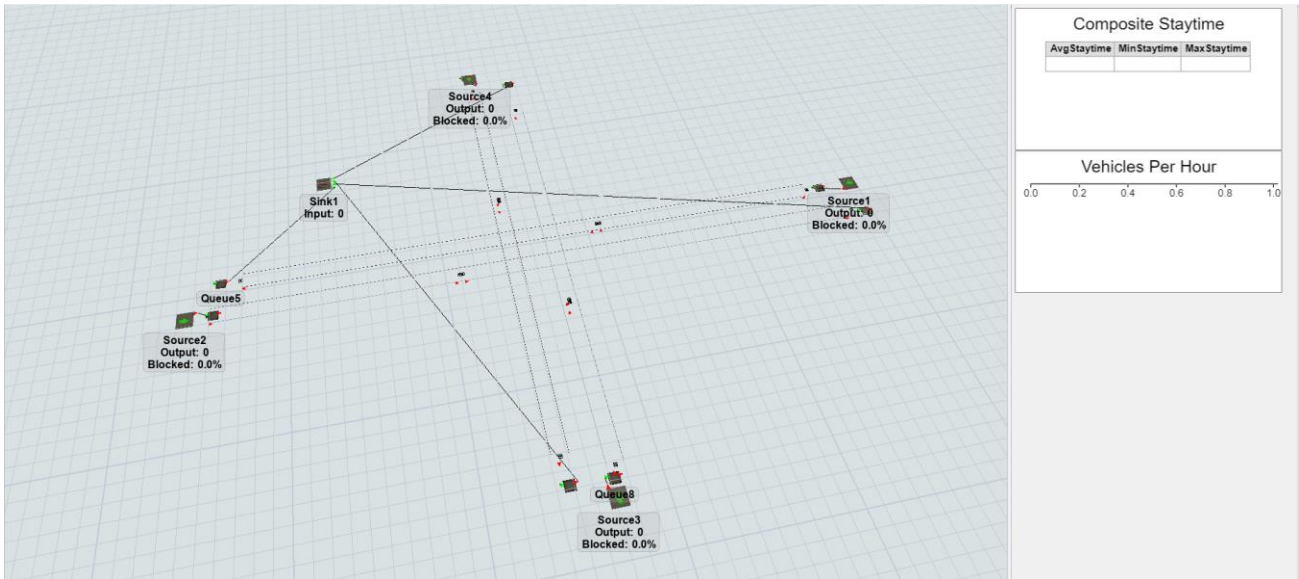 Source4
Output: 0
Blocked: 0.0%
Sink1
Input: 0
Source1
Output: 0
Blocked: 0.0%
Queue5
Source2
Output: 0
Blocked: 0.0%
Queue8
Source3
Output: 0
Blocked: 0.0%
Composite Staytime
AvgStaytime MinStaytime MaxStaytime
Vehicles Per Hour
0.0 0.2 0.4 0.6 0.8 1.0